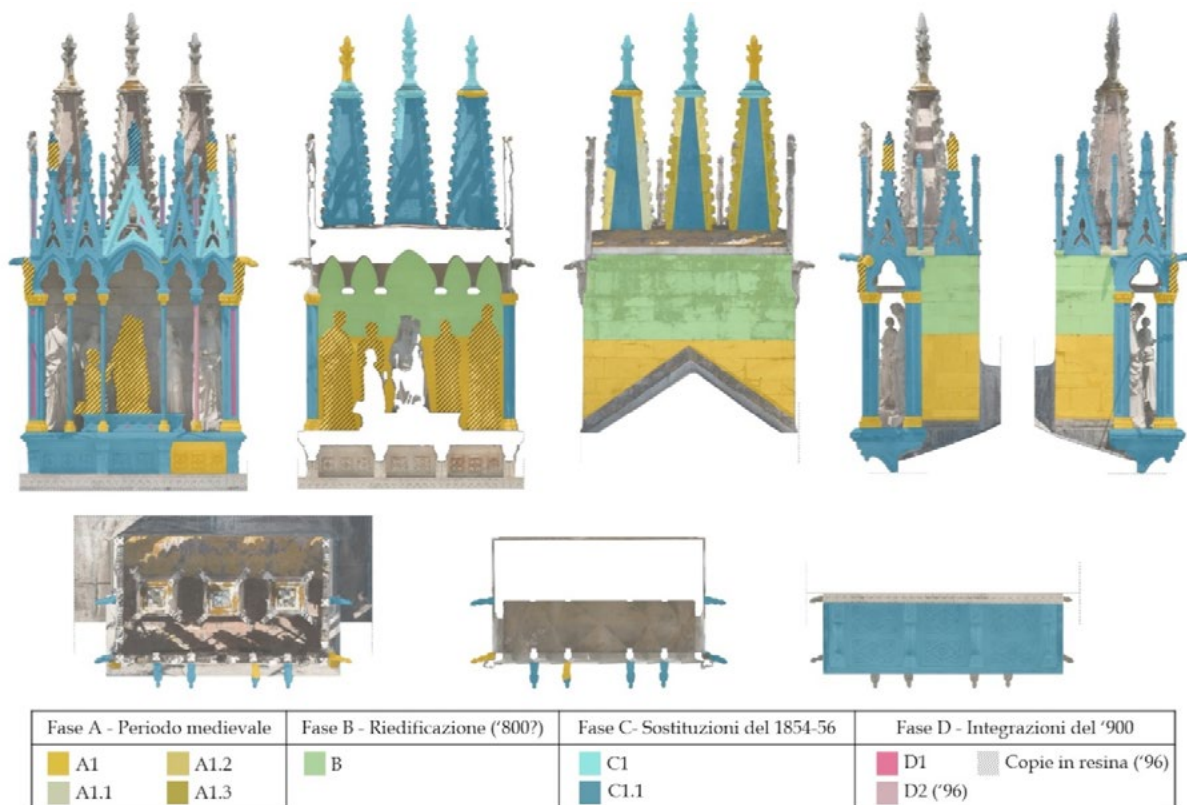 Fase A - Periodo medievale
Fase B - Riedificazione ('800?)
Fase C- Sostituzioni del 1854-56
Fase D - Integrazioni del '900
A1
A1.2
B
C1
D1
Copie in resina ('96)
A1.1
A1.3
C1.1
D2 ('96)